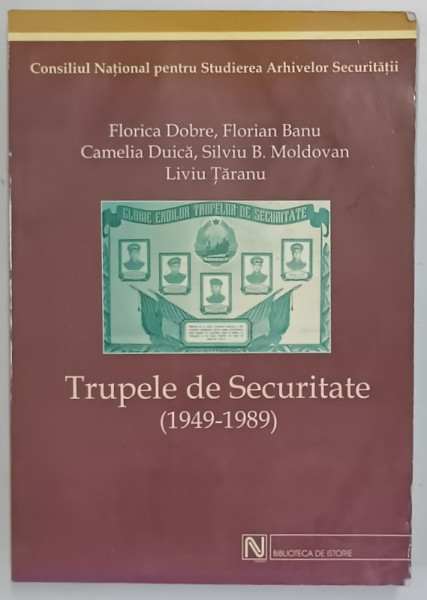 Consiliul Național pentru Studierea Arhivelor Securității
Florica Dobre, Florian Banu
Camelia Duică, Silviu B. Moldovan
Liviu Țăranu
GLORIE EROILOR TRUPELOR DE SECURITATE
Trupele de Securitate
(1949-1989)
N
BIBLIOTECA DE ISTORIE